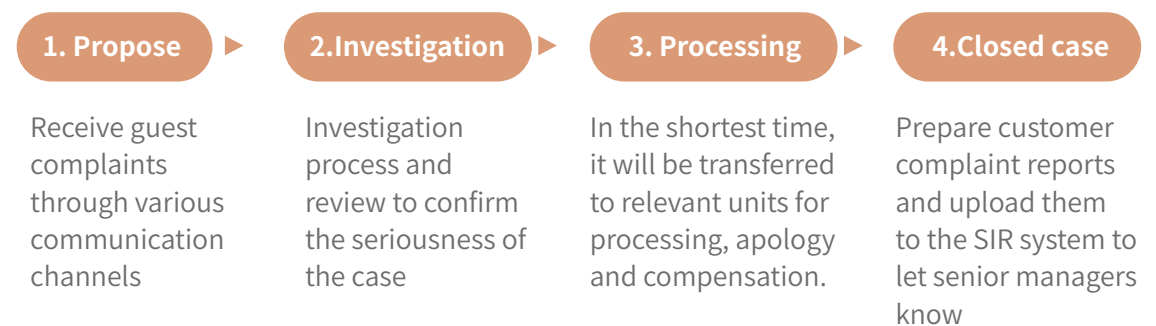 1. Propose
Receive guest
complaints
through various
communication
channels
2.Investigation
Investigation
process and
review to confirm
the seriousness of
the case
3. Processing
In the shortest time,
it will be transferred
to relevant units for
processing, apology
and compensation.
4.Closed case
Prepare customer
complaint reports
and upload them
to the SIR system to
let senior managers
know